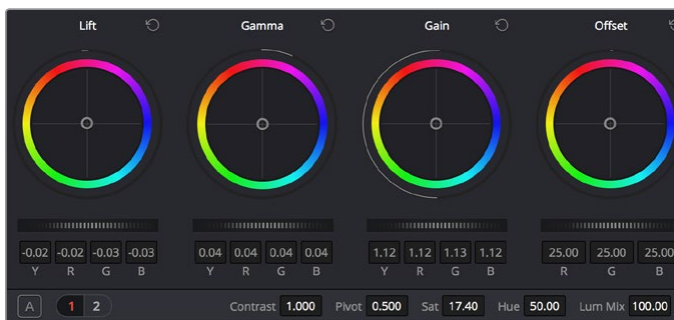 Lift Gamma Gain Offset
-0.02 -0.02 -0.03 -0.03 0.04 0.04 0.04 0.04 1.12 1.12 1.13 1.12 25.00 25.00 25.00
Y R G B Y R G B Y R G B R G B
A 1 2 Contrast 1.000 Pivot 0.500 Sat 17.40 Hue 50.00 Lum Mix 100.00